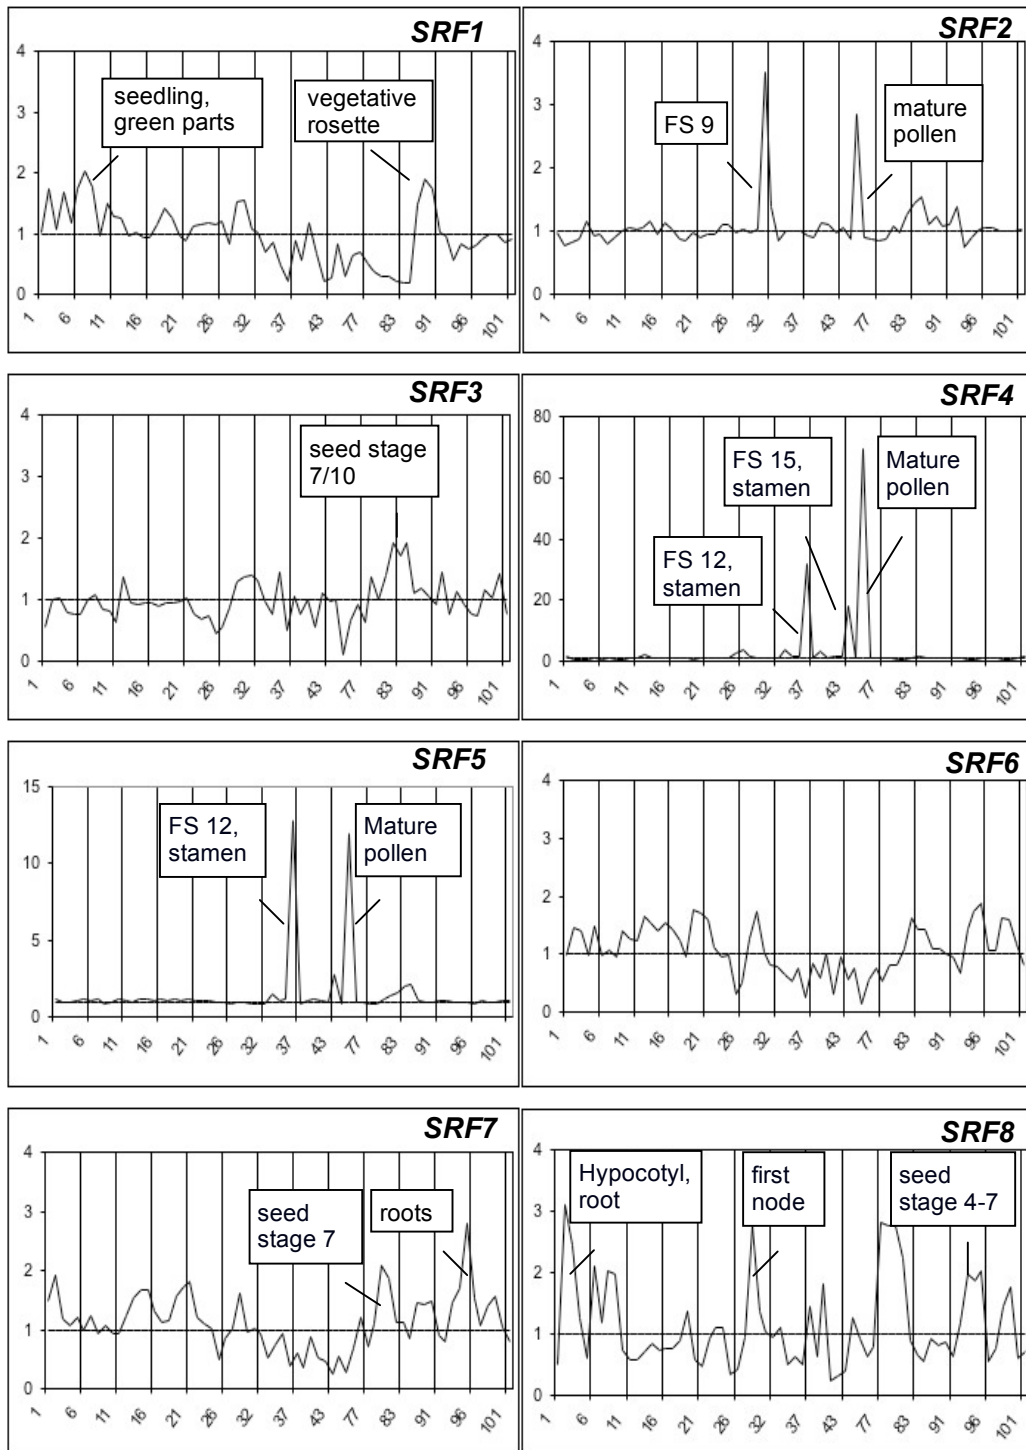 SRF1
4
3
2
1
0
seedling,
green parts
vegetative
rosette
1 6 11 16 21 26 32 37 43 77 83 91 96 101
SRF2
4
3
2
1
0
FS 9
mature
pollen
1 6 11 16 21 26 32 37 43 77 83 91 96 101
SRF3
4
3
2
1
0
seed stage
7/10
1 6 11 16 21 26 32 37 43 77 83 91 96 101
SRF4
80
60
40
20
0
FS 15,
stamen
Mature
pollen
FS 12,
stamen
1 6 11 16 21 26 32 37 43 77 83 91 96 101
SRF5
15
10
5
0
FS 12,
stamen
Mature
pollen
1 6 11 16 21 26 32 37 43 77 83 91 96 101
SRF6
4
3
2
1
0
1 6 11 16 21 26 32 37 43 77 83 91 96 101
SRF7
4
3
2
1
0
seed
stage 7
roots
1 6 11 16 21 26 32 37 43 77 83 91 96 101
SRF8
4
3
2
1
0
Hypocotyl,
root
first
node
seed
stage 4-7
1 6 11 16 21 26 32 37 43 77 83 91 96 101